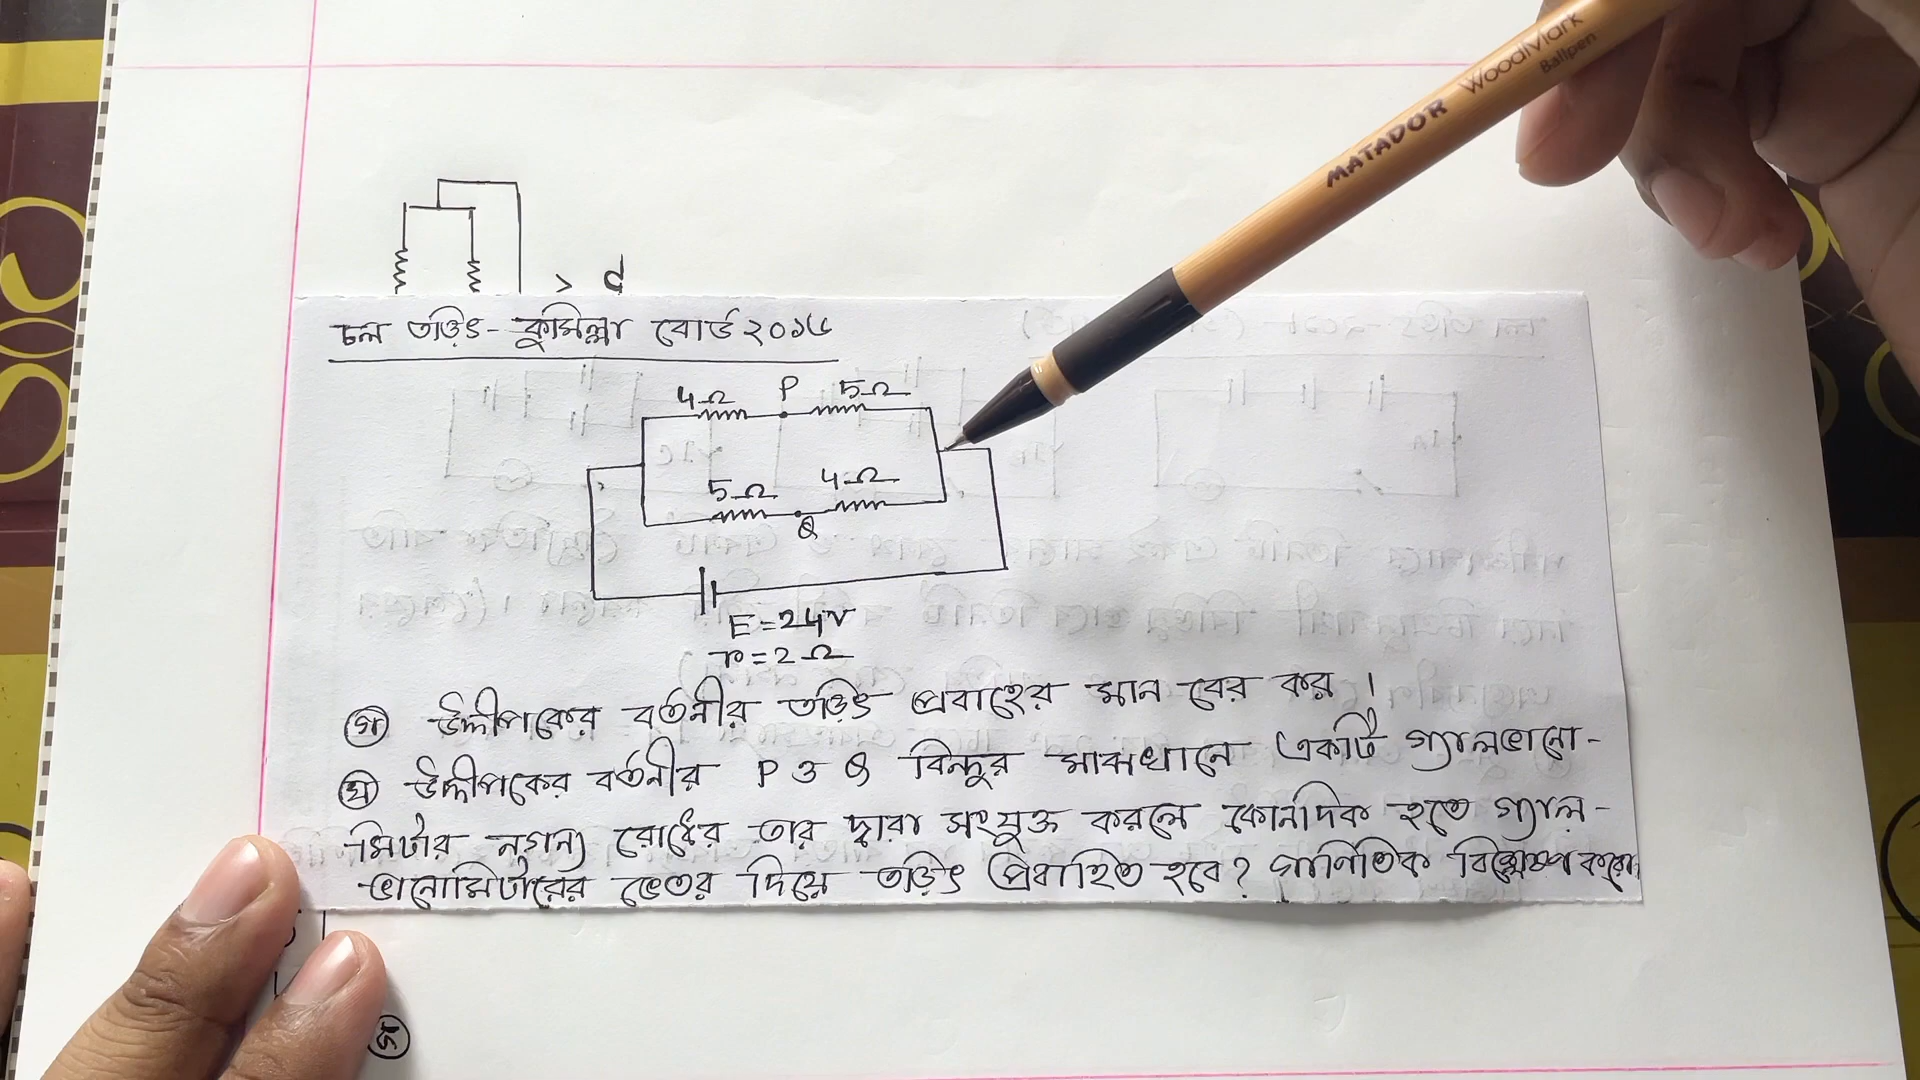 MATADOR WoodMark
Ballpen
> d
চল তড়িৎ - কুমিল্লা বোর্ড ২০১৫
4Ω P 5Ω
5Ω 4Ω
Q
E = 24V
r = 2Ω
গ উদ্দীপকের বর্তনীর তড়িৎ প্রবাহের মান বের কর ।
ঘ উদ্দীপকের বর্তনীর P ও Q বিন্দুর মাঝখানে একটি গ্যালভানো-
মিটার নগন্য রোধের তার দ্বারা সংযুক্ত করলে কোনদিক হতে গ্যাল-
ভানোমিটারের ভেতর দিয়ে তড়িৎ প্রবাহিত হবে? গানিতিক বিশ্লেষণ করো।